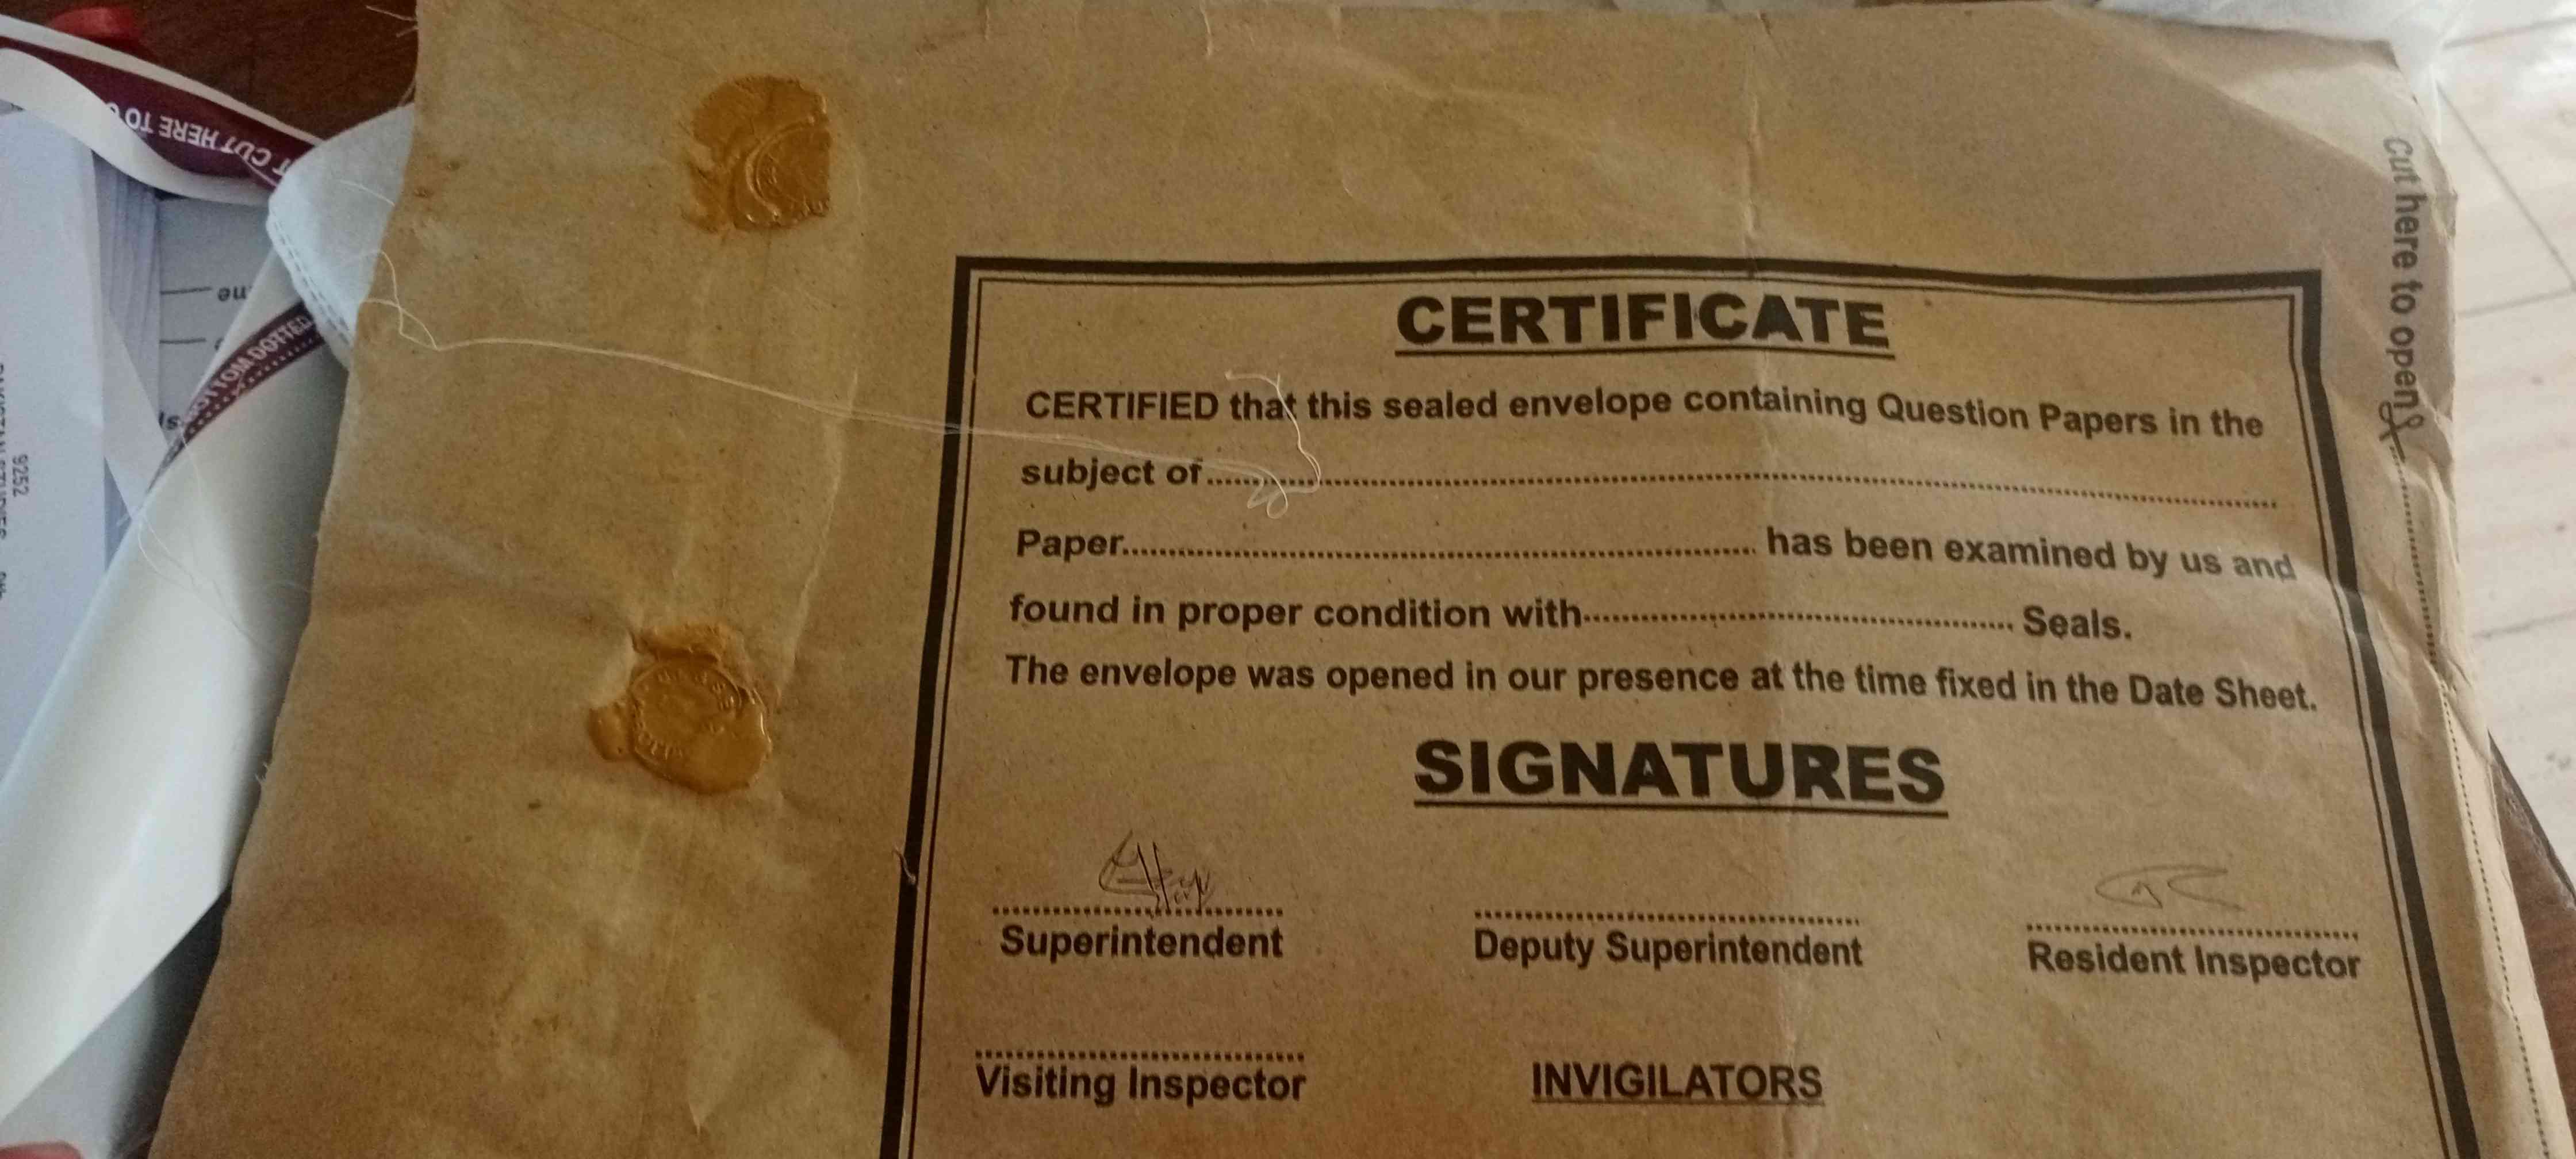 CERTIFICATE
CERTIFIED that this sealed envelope containing Question Papers in the
subject of
Paper has been examined by us and
found in proper condition with Seals.
The envelope was opened in our presence at the time fixed in the Date Sheet.
SIGNATURES
Superintendent
Deputy Superintendent
Resident Inspector
Visiting Inspector
INVIGILATORS
Cut here to open
CUT HERE TO
BOTTOM DOTTED
9252